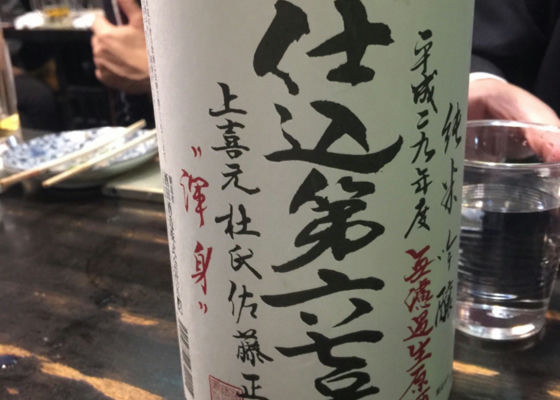 純米吟醸
無濾過生原
平成二九年度
仕込第六七
上喜元杜氏佐藤正
"渾身"